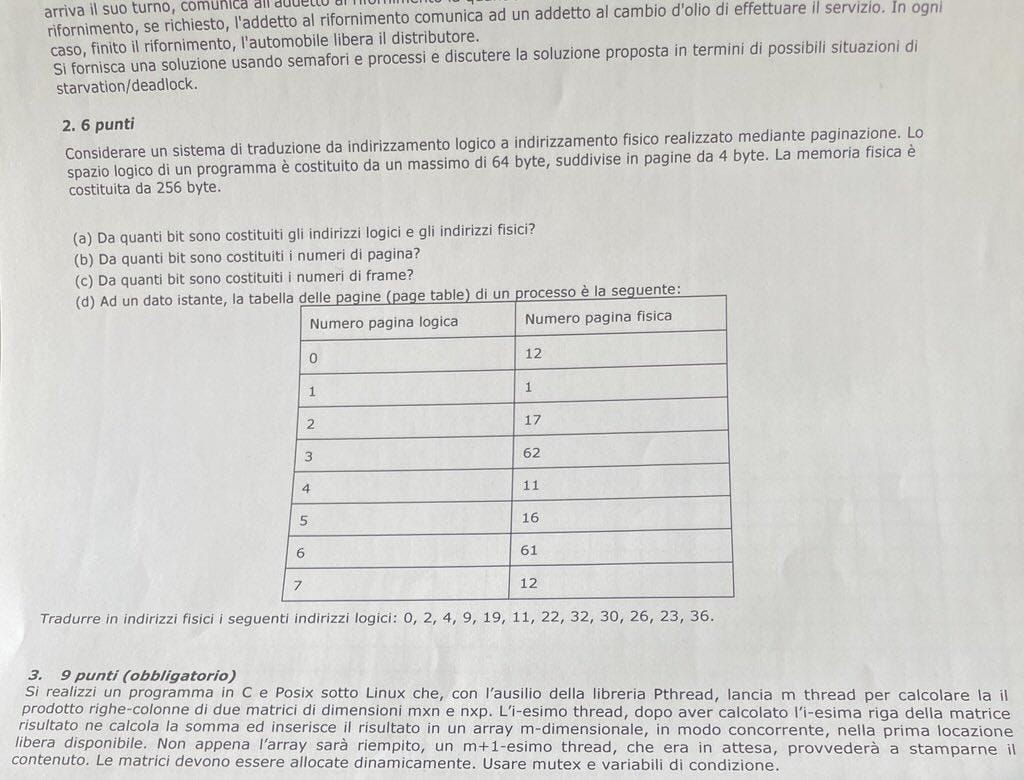 arriva il suo turno, comunica all'addetto al rifornimento la
rifornimento, se richiesto, l'addetto al rifornimento comunica ad un addetto al cambio d'olio di effettuare il servizio. In ogni
caso, finito il rifornimento, l'automobile libera il distributore.
Si fornisca una soluzione usando semafori e processi e discutere la soluzione proposta in termini di possibili situazioni di
starvation/deadlock.
2. 6 punti
Considerare un sistema di traduzione da indirizzamento logico a indirizzamento fisico realizzato mediante paginazione. Lo
spazio logico di un programma è costituito da un massimo di 64 byte, suddivise in pagine da 4 byte. La memoria fisica è
costituita da 256 byte.
(a) Da quanti bit sono costituiti gli indirizzi logici e gli indirizzi fisici?
(b) Da quanti bit sono costituiti i numeri di pagina?
(c) Da quanti bit sono costituiti i numeri di frame?
(d) Ad un dato istante, la tabella delle pagine (page table) di un processo è la seguente:
Numero pagina logica Numero pagina fisica
0 12
1 1
2 17
3 62
4 11
5 16
6 61
7 12
Tradurre in indirizzi fisici i seguenti indirizzi logici: 0, 2, 4, 9, 19, 11, 22, 32, 30, 26, 23, 36.
3. 9 punti (obbligatorio)
Si realizzi un programma in C e Posix sotto Linux che, con l'ausilio della libreria Pthread, lancia m thread per calcolare la il
prodotto righe-colonne di due matrici di dimensioni mxn e nxp. L'i-esimo thread, dopo aver calcolato l'i-esima riga della matrice
risultato ne calcola la somma ed inserisce il risultato in un array m-dimensionale, in modo concorrente, nella prima locazione
libera disponibile. Non appena l'array sarà riempito, un m+1-esimo thread, che era in attesa, provvederà a stamparne il
contenuto. Le matrici devono essere allocate dinamicamente. Usare mutex e variabili di condizione.